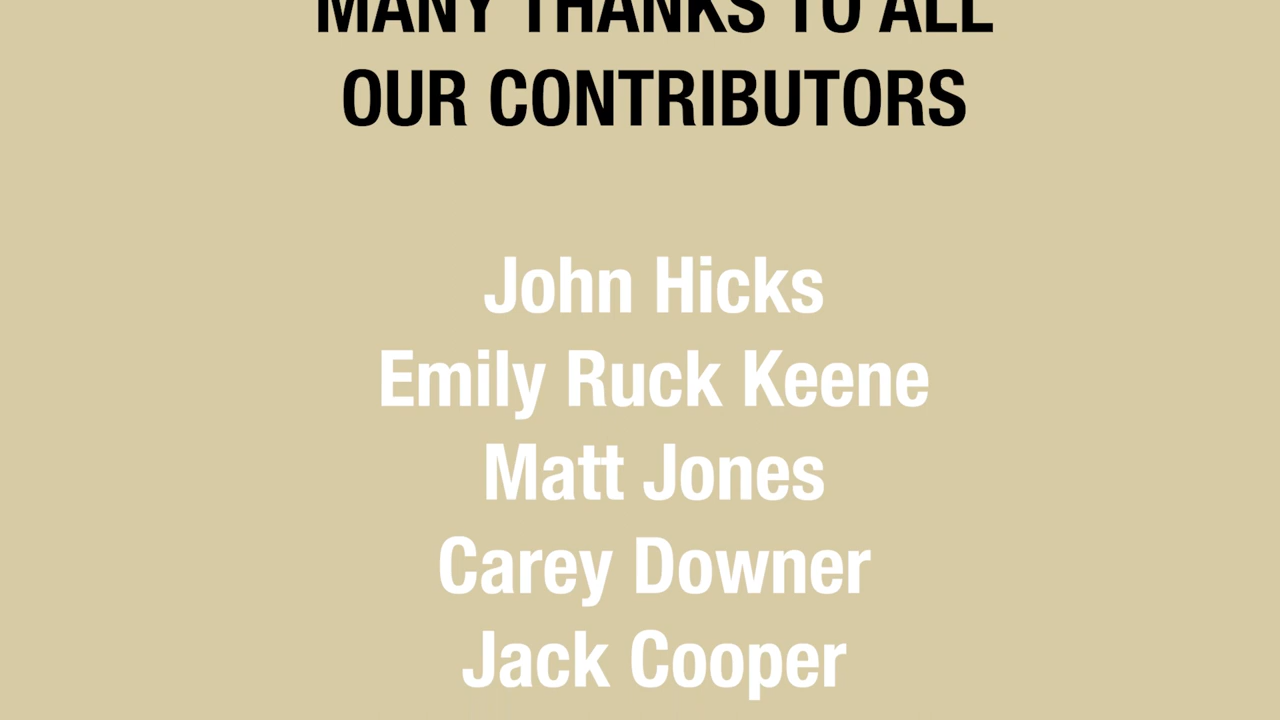 MANY THANKS TO ALL
OUR CONTRIBUTORS
John Hicks
Emily Ruck Keene
Matt Jones
Carey Downer
Jack Cooper